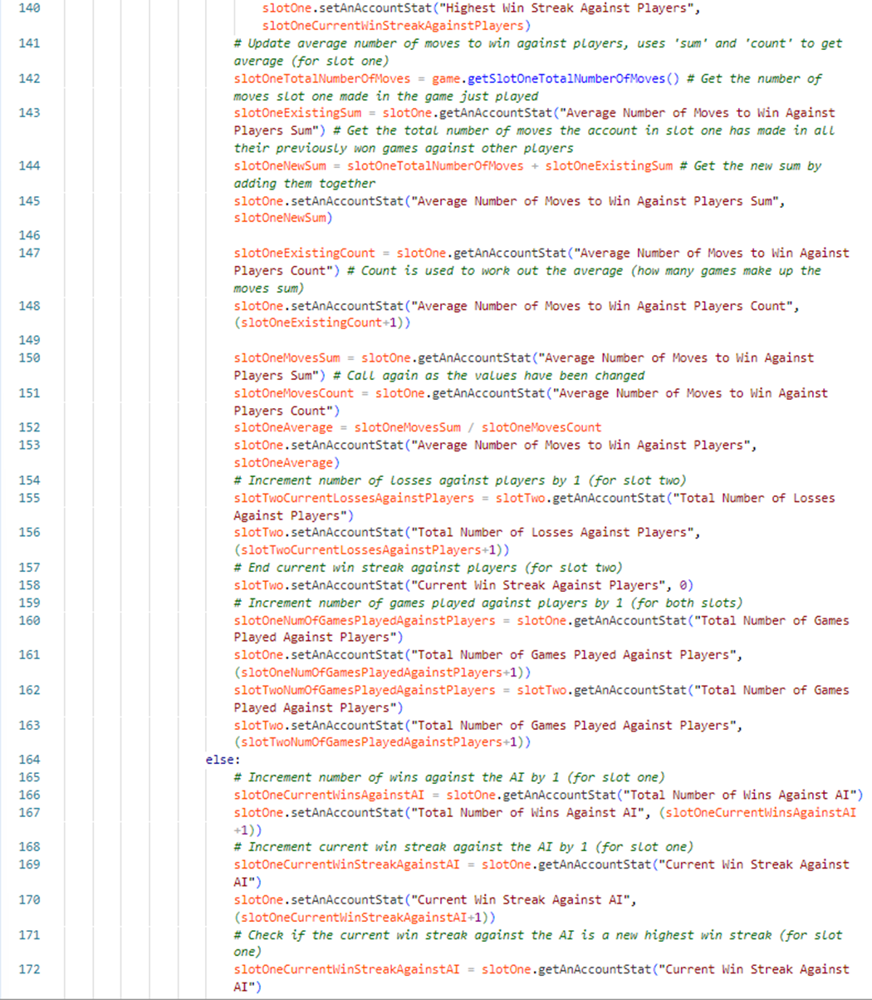 140 slotOne.setAnAccountStat("Highest Win Streak Against Players",
slotOneCurrentWinStreakAgainstPlayers)
141 # Update average number of moves to win against players, uses 'sum' and 'count' to get
average (for slot one)
142 slotOneTotalNumberOfMoves = game.getSlotOneTotalNumberOfMoves() # Get the number of
moves slot one made in the game just played
143 slotOneExistingSum = slotOne.getAnAccountStat("Average Number of Moves to Win Against
Players Sum") # Get the total number of moves the account in slot one has made in all
their previously won games against other players
144 slotOneNewSum = slotOneTotalNumberOfMoves + slotOneExistingSum # Get the new sum by
adding them together
145 slotOne.setAnAccountStat("Average Number of Moves to Win Against Players Sum",
slotOneNewSum)
146
147 slotOneExistingCount = slotOne.getAnAccountStat("Average Number of Moves to Win Against
Players Count") # Count is used to work out the average (how many games make up the
moves sum)
148 slotOne.setAnAccountStat("Average Number of Moves to Win Against Players Count",
(slotOneExistingCount+1))
149
150 slotOneMovesSum = slotOne.getAnAccountStat("Average Number of Moves to Win Against
Players Sum") # Call again as the values have been changed
151 slotOneMovesCount = slotOne.getAnAccountStat("Average Number of Moves to Win Against
Players Count")
152 slotOneAverage = slotOneMovesSum / slotOneMovesCount
153 slotOne.setAnAccountStat("Average Number of Moves to Win Against Players",
slotOneAverage)
154 # Increment number of losses against players by 1 (for slot two)
155 slotTwoCurrentLossesAgainstPlayers = slotTwo.getAnAccountStat("Total Number of Losses
Against Players")
156 slotTwo.setAnAccountStat("Total Number of Losses Against Players",
(slotTwoCurrentLossesAgainstPlayers+1))
157 # End current win streak against players (for slot two)
158 slotTwo.setAnAccountStat("Current Win Streak Against Players", 0)
159 # Increment number of games played against players by 1 (for both slots)
160 slotOneNumOfGamesPlayedAgainstPlayers = slotOne.getAnAccountStat("Total Number of Games
Played Against Players")
161 slotOne.setAnAccountStat("Total Number of Games Played Against Players",
(slotOneNumOfGamesPlayedAgainstPlayers+1))
162 slotTwoNumOfGamesPlayedAgainstPlayers = slotTwo.getAnAccountStat("Total Number of Games
Played Against Players")
163 slotTwo.setAnAccountStat("Total Number of Games Played Against Players",
(slotTwoNumOfGamesPlayedAgainstPlayers+1))
164 else:
165 # Increment number of wins against the AI by 1 (for slot one)
166 slotOneCurrentWinsAgainstAI = slotOne.getAnAccountStat("Total Number of Wins Against AI")
167 slotOne.setAnAccountStat("Total Number of Wins Against AI", (slotOneCurrentWinsAgainstAI
+1))
168 # Increment current win streak against the AI by 1 (for slot one)
169 slotOneCurrentWinStreakAgainstAI = slotOne.getAnAccountStat("Current Win Streak Against
AI")
170 slotOne.setAnAccountStat("Current Win Streak Against AI",
(slotOneCurrentWinStreakAgainstAI+1))
171 # Check if the current win streak against the AI is a new highest win streak (for slot
one)
172 slotOneCurrentWinStreakAgainstAI = slotOne.getAnAccountStat("Current Win Streak Against
AI")